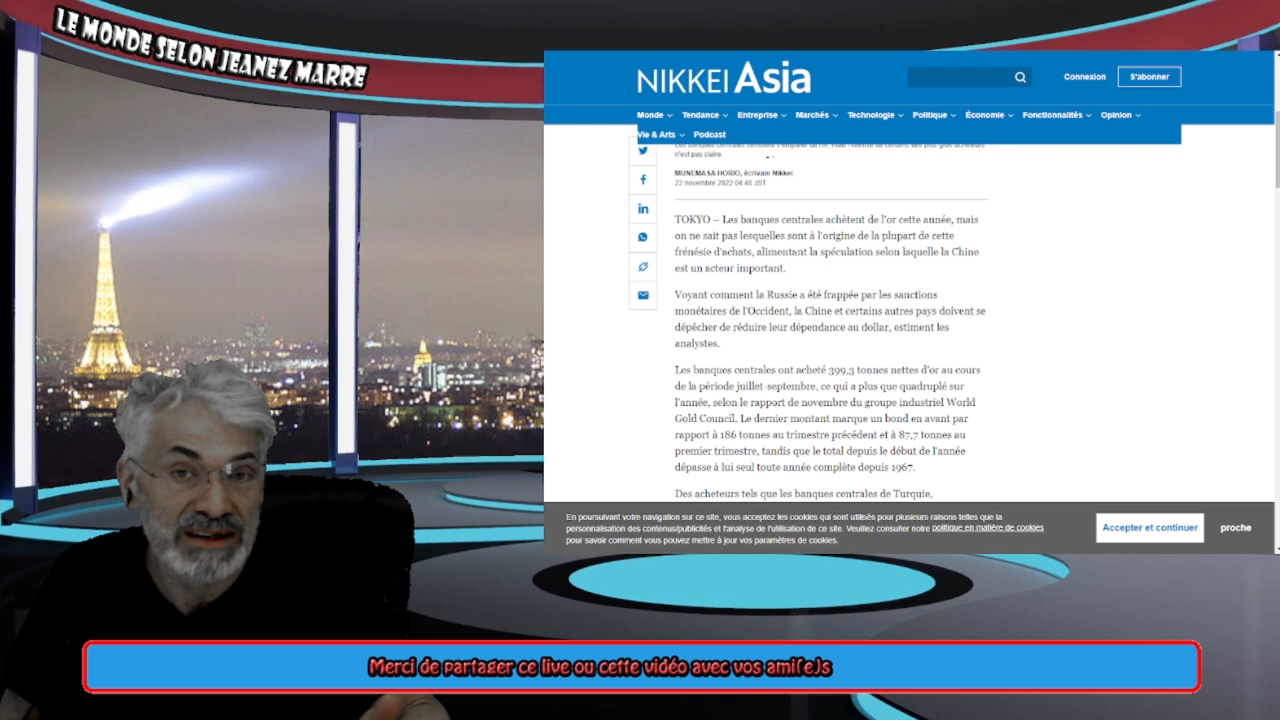 LE MONDE SELON JEANEZ MARRE
NIKKEI Asia
Connexion
S'abonner
Monde
Tendance
Entreprise
Marchés
Technologie
Politique
Économie
Fonctionnalités
Opinion
Vie & Arts
Podcast
n'est pas claire.
MUNEMASA HORIO, écrivain Nikkei
22 novembre 2022 04:48 JST
TOKYO – Les banques centrales achètent de l'or cette année, mais
on ne sait pas lesquelles sont à l'origine de la plupart de cette
frénésie d'achats, alimentant la spéculation selon laquelle la Chine
est un acteur important.
Voyant comment la Russie a été frappée par les sanctions
monétaires de l'Occident, la Chine et certains autres pays doivent se
dépêcher de réduire leur dépendance au dollar, estiment les
analystes.
Les banques centrales ont acheté 399,3 tonnes nettes d'or au cours
de la période juillet-septembre, ce qui a plus que quadruplé sur
l'année, selon le rapport de novembre du groupe industriel World
Gold Council. Le dernier montant marque un bond en avant par
rapport à 186 tonnes au trimestre précédent et à 87,7 tonnes au
premier trimestre, tandis que le total depuis le début de l'année
dépasse à lui seul toute année complète depuis 1967.
Des acheteurs tels que les banques centrales de Turquie,
En poursuivant votre navigation sur ce site, vous acceptez les cookies qui sont utilisés pour plusieurs raisons telles que la
personnalisation des contenus/publicités et l'analyse de l'utilisation de ce site. Veuillez consulter notre politique en matière de cookies
pour savoir comment vous pouvez mettre à jour vos paramètres de cookies.
Accepter et continuer
proche
Merci de partager ce live ou cette vidéo avec vos ami(e)s